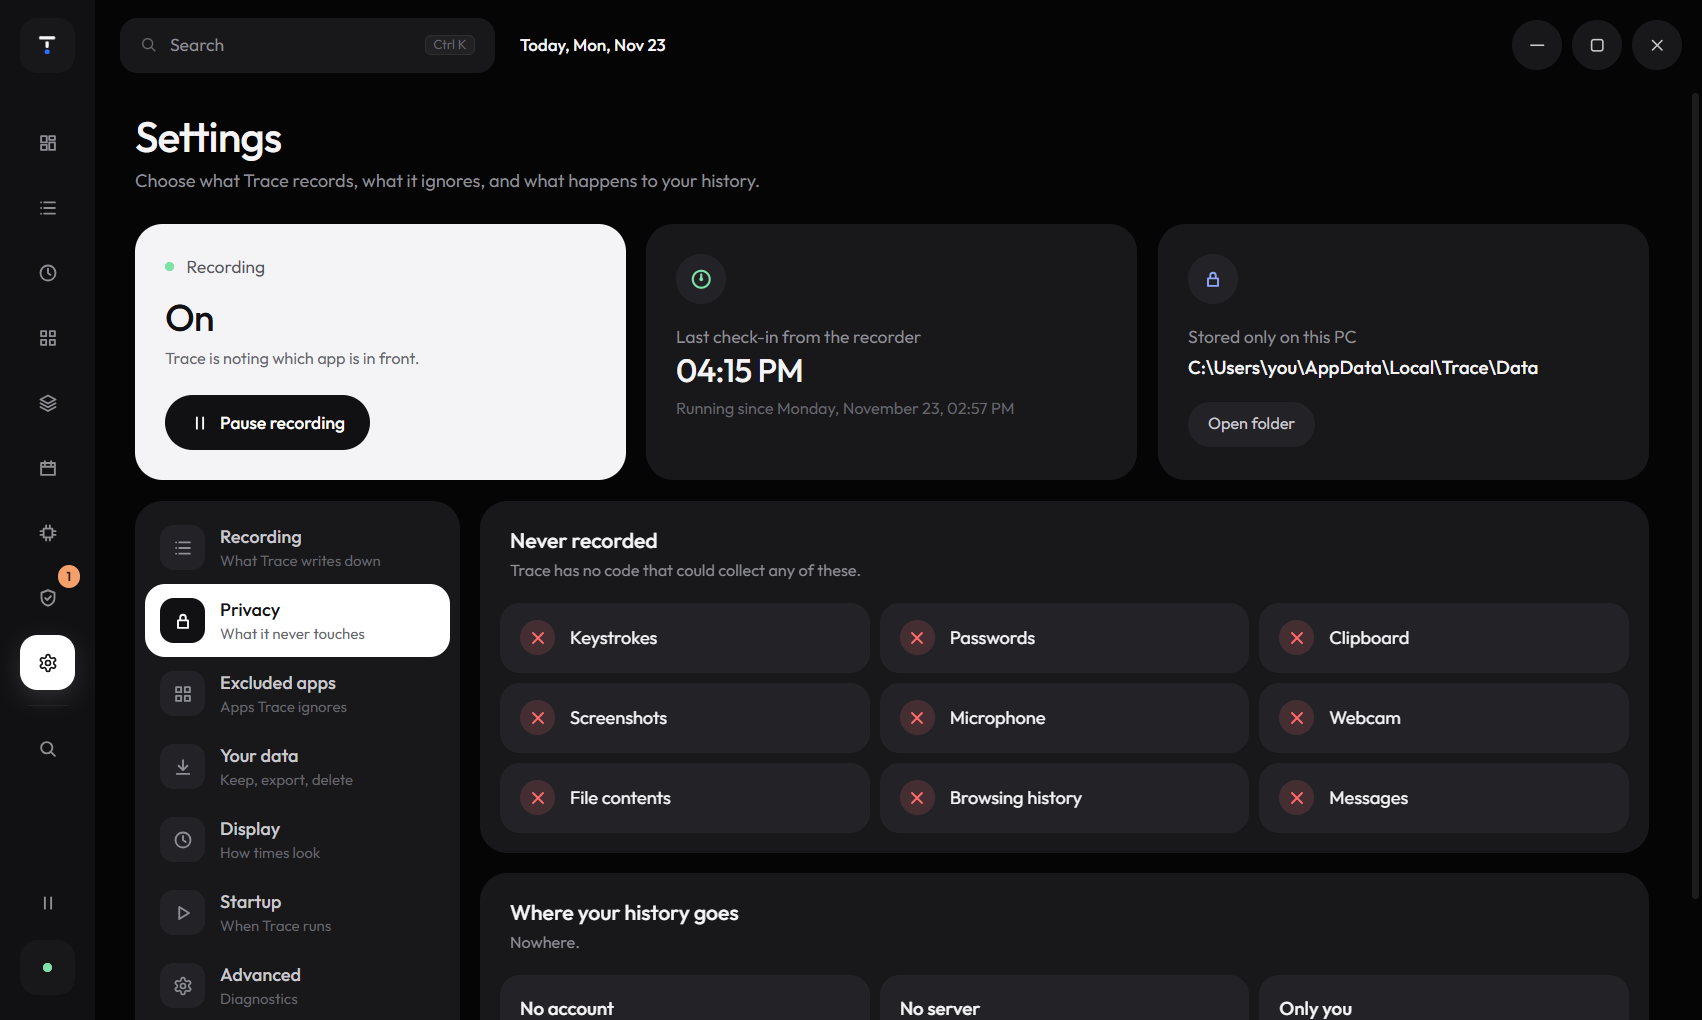 Search
Ctrl K
Today, Mon, Nov 23
Settings
Choose what Trace records, what it ignores, and what happens to your history.
Recording
On
Trace is noting which app is in front.
Pause recording
Last check-in from the recorder
04:15 PM
Running since Monday, November 23, 02:57 PM
Stored only on this PC
C:\Users\you\AppData\Local\Trace\Data
Open folder
1
Recording
What Trace writes down
Privacy
What it never touches
Excluded apps
Apps Trace ignores
Your data
Keep, export, delete
Display
How times look
Startup
When Trace runs
Advanced
Diagnostics
Never recorded
Trace has no code that could collect any of these.
Keystrokes
Passwords
Clipboard
Screenshots
Microphone
Webcam
File contents
Browsing history
Messages
Where your history goes
Nowhere.
No account
No server
Only you